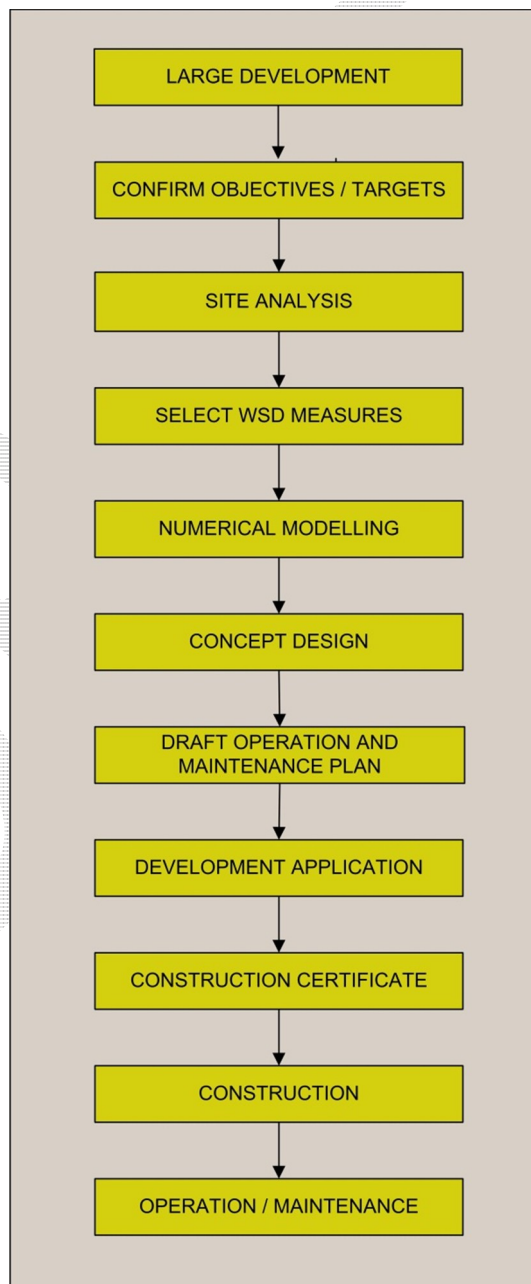 LARGE DEVELOPMENT
CONFIRM OBJECTIVES / TARGETS
SITE ANALYSIS
SELECT WSD MEASURES
NUMERICAL MODELLING
CONCEPT DESIGN
DRAFT OPERATION AND
MAINTENANCE PLAN
DEVELOPMENT APPLICATION
CONSTRUCTION CERTIFICATE
CONSTRUCTION
OPERATION / MAINTENANCE